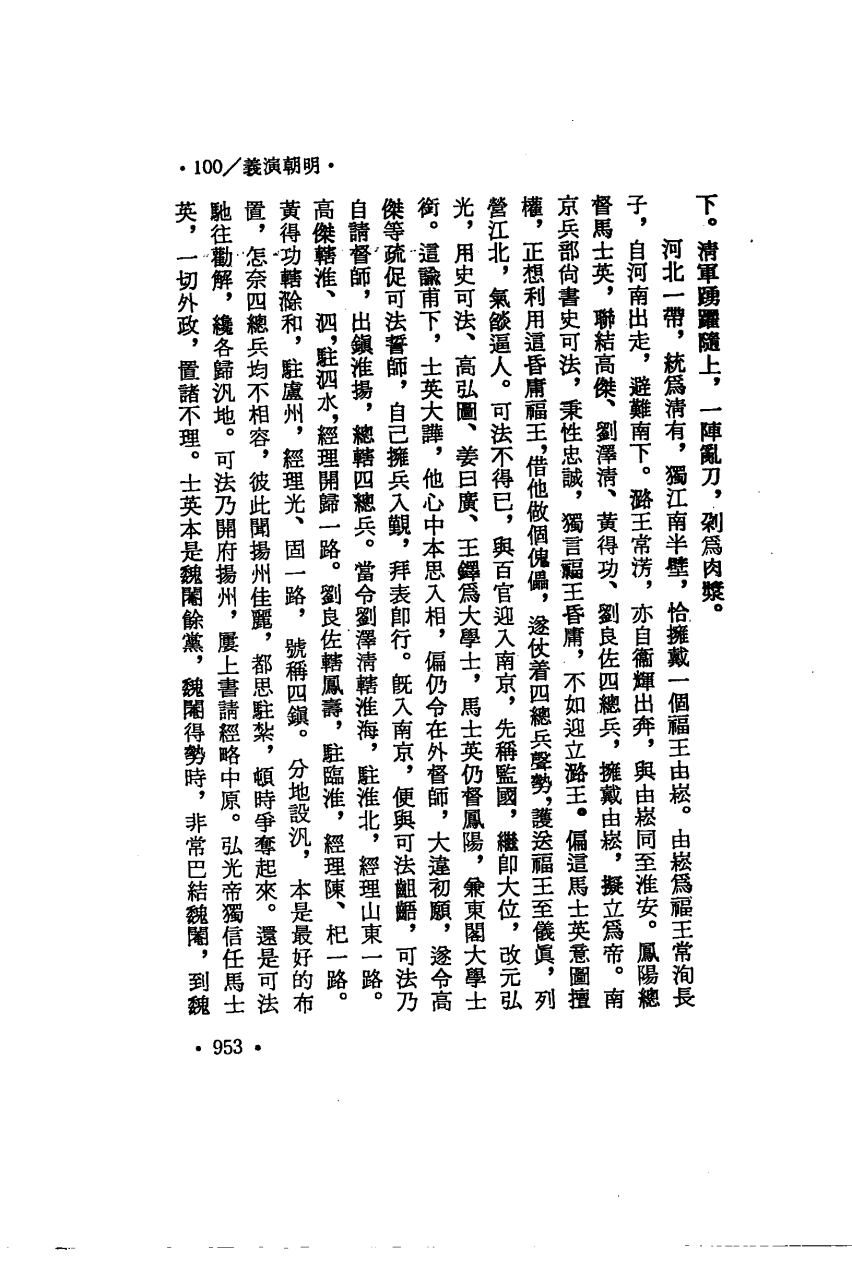 ·明朝演義／100·
下。清軍踴躍隨上，一陣亂刀，剁爲肉漿。
河北一帶，統爲清有，獨江南半壁，恰擁戴一個福王由崧。由崧爲福王常洵長
子，自河南出走，避難南下。潞王常淓，亦自衞輝出奔，與由崧同至淮安。鳳陽總
督馬士英，聯結高傑、劉澤清、黃得功、劉良佐四總兵，擁戴由崧，擬立爲帝。南
京兵部尙書史可法，秉性忠誠，獨言福王昏庸，不如迎立潞王。偏這馬士英意圖擅
權，正想利用這昏庸福王，借他做個傀儡，遂仗着四總兵聲勢，護送福王至儀眞，列
營江北，氣燄逼人。可法不得已，與百官迎入南京，先稱監國，繼卽大位，改元弘
光，用史可法、高弘圖、姜曰廣、王鐸爲大學士，馬士英仍督鳳陽，兼東閣大學士
銜。這諭甫下，士英大譁，他心中本思入相，偏仍令在外督師，大違初願，遂令高
傑等疏促可法誓師，自己擁兵入覲，拜表卽行。旣入南京，便與可法齟齬，可法乃
自請督師，出鎭淮揚，總轄四總兵。當令劉澤清轄淮海，駐淮北，經理山東一路。
高傑轄淮、泗，駐泗水，經理開歸一路。劉良佐轄鳳壽，駐臨淮，經理陳、杞一路。
黃得功轄滁和，駐盧州，經理光、固一路，號稱四鎭。分地設汛，本是最好的布
置，怎奈四總兵均不相容，彼此聞揚州佳麗，都思駐紮，頓時爭奪起來。還是可法
馳往勸解，纔各歸汛地。可法乃開府揚州，屢上書請經略中原。弘光帝獨信任馬士
英，一切外政，置諸不理。士英本是魏閹餘黨，魏閹得勢時，非常巴結魏閹，到魏
·953·